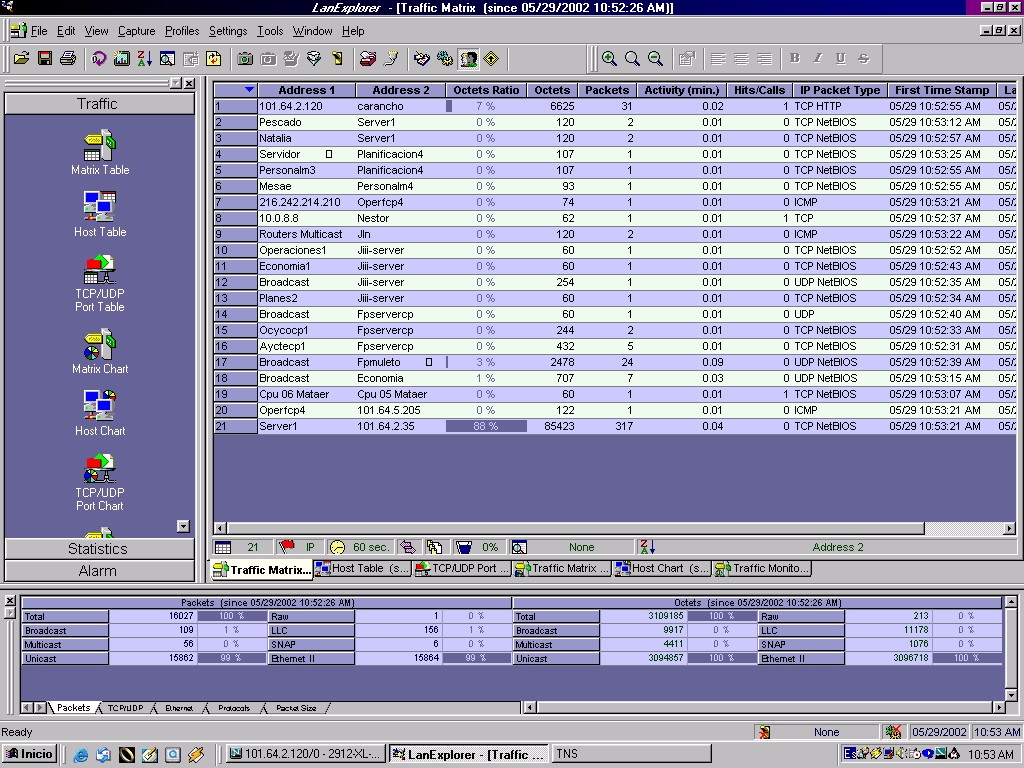 LanExplorer - [Traffic Matrix (since 05/29/2002 10:52:26 AM)]
File Edit View Capture Profiles Settings Tools Window Help
Traffic
Matrix Table
Host Table
TCP/UDP
Port Table
Matrix Chart
Host Chart
TCP/UDP
Port Chart
Statistics
Alarm
Address 1 Address 2 Octets Ratio Octets Packets Activity (min.) Hits/Calls IP Packet Type First Time Stamp La
1 101.64.2.120 carancho 7 % 6625 31 0.02 1 TCP HTTP 05/29 10:52:55 AM 05/
2 Pescado Server1 0 % 120 2 0.01 0 TCP NetBIOS 05/29 10:53:12 AM 05/
3 Natalia Server1 0 % 120 2 0.01 0 TCP NetBIOS 05/29 10:52:57 AM 05/
4 Servidor Planificacion4 0 % 107 1 0.01 0 TCP NetBIOS 05/29 10:53:25 AM 05/
5 Personalm3 Planificacion4 0 % 107 1 0.01 0 TCP NetBIOS 05/29 10:52:55 AM 05/
6 Mesae Personalm4 0 % 93 1 0.01 0 TCP NetBIOS 05/29 10:52:55 AM 05/
7 216.242.214.210 Operfcp4 0 % 74 1 0.01 0 ICMP 05/29 10:53:21 AM 05/
8 10.0.8.8 Nestor 0 % 62 1 0.01 1 TCP 05/29 10:52:37 AM 05/
9 Routers Multicast Jln 0 % 120 2 0.01 0 ICMP 05/29 10:53:22 AM 05/
10 Operaciones1 Jiii-server 0 % 60 1 0.01 0 TCP NetBIOS 05/29 10:52:52 AM 05/
11 Economia1 Jiii-server 0 % 60 1 0.01 0 TCP NetBIOS 05/29 10:52:43 AM 05/
12 Broadcast Jiii-server 0 % 254 1 0.01 0 UDP NetBIOS 05/29 10:52:35 AM 05/
13 Planes2 Jiii-server 0 % 60 1 0.01 0 TCP NetBIOS 05/29 10:52:34 AM 05/
14 Broadcast Fpservercp 0 % 60 1 0.01 0 UDP 05/29 10:52:40 AM 05/
15 Ocycocp1 Fpservercp 0 % 244 2 0.01 0 TCP NetBIOS 05/29 10:52:33 AM 05/
16 Ayctecp1 Fpservercp 0 % 432 5 0.01 0 TCP NetBIOS 05/29 10:52:31 AM 05/
17 Broadcast Fpmuleto 3 % 2478 24 0.09 0 UDP NetBIOS 05/29 10:52:39 AM 05/
18 Broadcast Economia 1 % 707 7 0.03 0 UDP NetBIOS 05/29 10:53:15 AM 05/
19 Cpu 06 Mataer Cpu 05 Mataer 0 % 60 1 0.01 1 TCP NetBIOS 05/29 10:53:07 AM 05/
20 Operfcp4 101.64.5.205 0 % 122 1 0.01 0 ICMP 05/29 10:53:21 AM 05/
21 Server1 101.64.2.35 88 % 85423 317 0.04 0 TCP NetBIOS 05/29 10:53:21 AM 05/
21 IP 60 sec. 0% None Address 2
Traffic Matrix... Host Table (s... TCP/UDP Port ... Traffic Matrix ... Host Chart (s... Traffic Monito...
Packets (since 05/29/2002 10:52:26 AM) Octets (since 05/29/2002 10:52:26 AM)
Total 16027 100 % Raw 1 0 % Total 3109185 100 % Raw 213 0 %
Broadcast 109 1 % LLC 156 1 % Broadcast 9917 0 % LLC 11178 0 %
Multicast 56 0 % SNAP 6 0 % Multicast 4411 0 % SNAP 1076 0 %
Unicast 15862 99 % Ethernet II 15864 99 % Unicast 3094857 100 % Ethernet II 3096718 100 %
Packets TCP/UDP Ethernet Protocols Packet Size
Ready None 05/29/2002 10:53 AM
Inicio 101.64.2.120/0 - 2912-XL-... LanExplorer - [Traffic ... TNS Es 10:53 AM